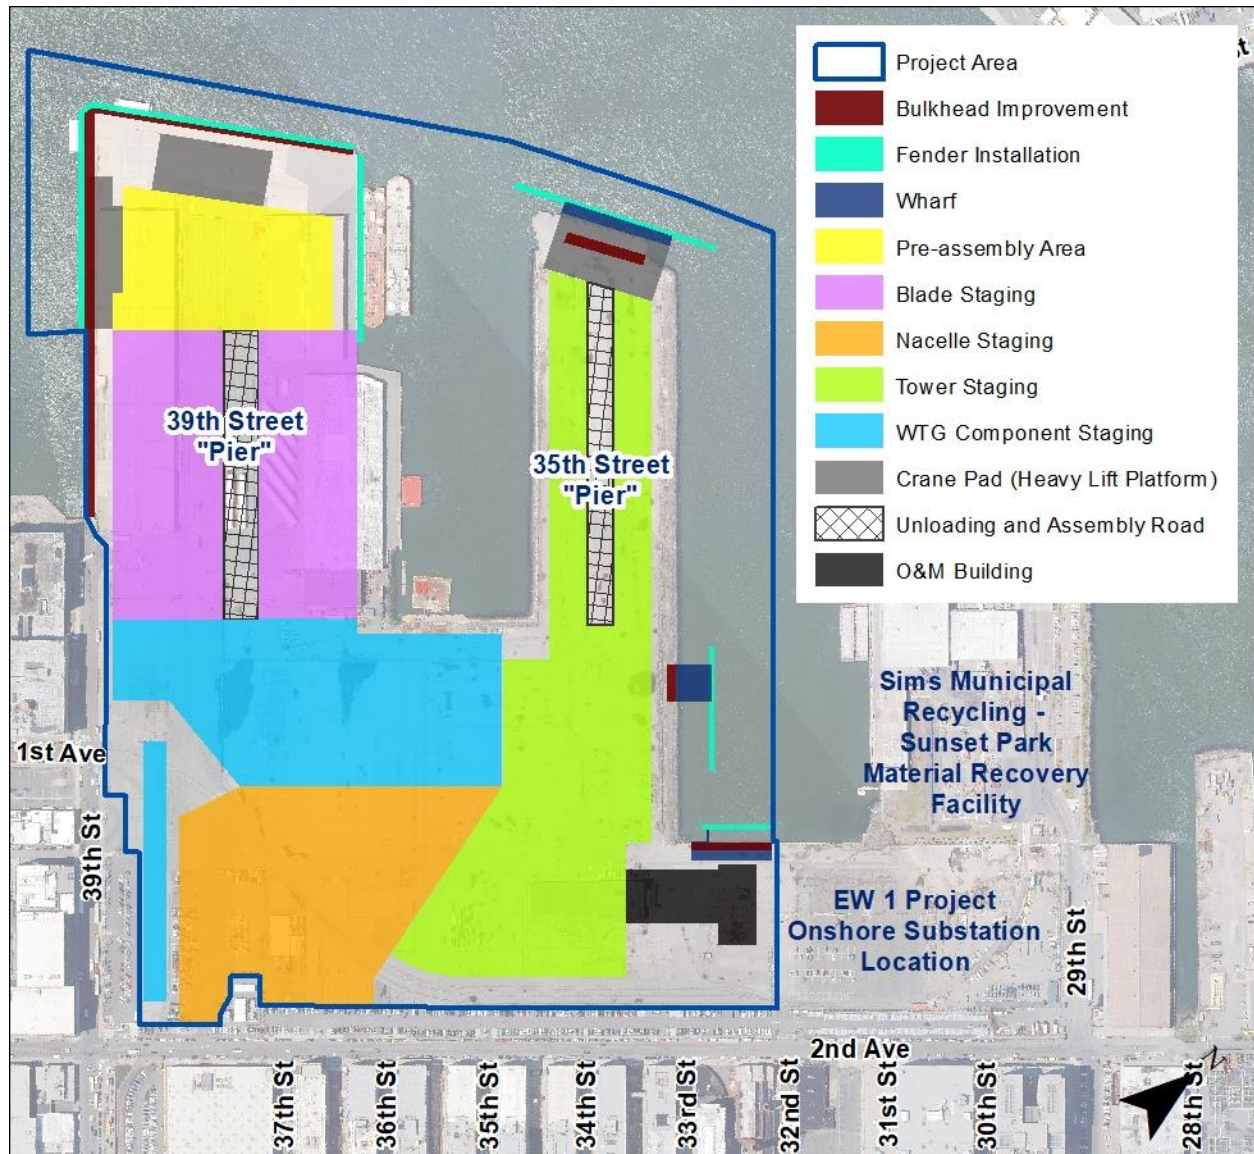 St
Project Area
Bulkhead Improvement
Fender Installation
Wharf
Pre-assembly Area
Blade Staging
Nacelle Staging
Tower Staging
WTG Component Staging
Crane Pad (Heavy Lift Platform)
Unloading and Assembly Road
O&M Building
39th Street
"Pier"
35th Street
"Pier"
Sims Municipal
Recycling -
Sunset Park
Material Recovery
Facility
1st Ave
39th St
EW 1 Project
Onshore Substation
Location
29th St
2nd Ave
37th St
36th St
35th St
34th St
33rd St
32nd St
31st St
30th St
28th St
N